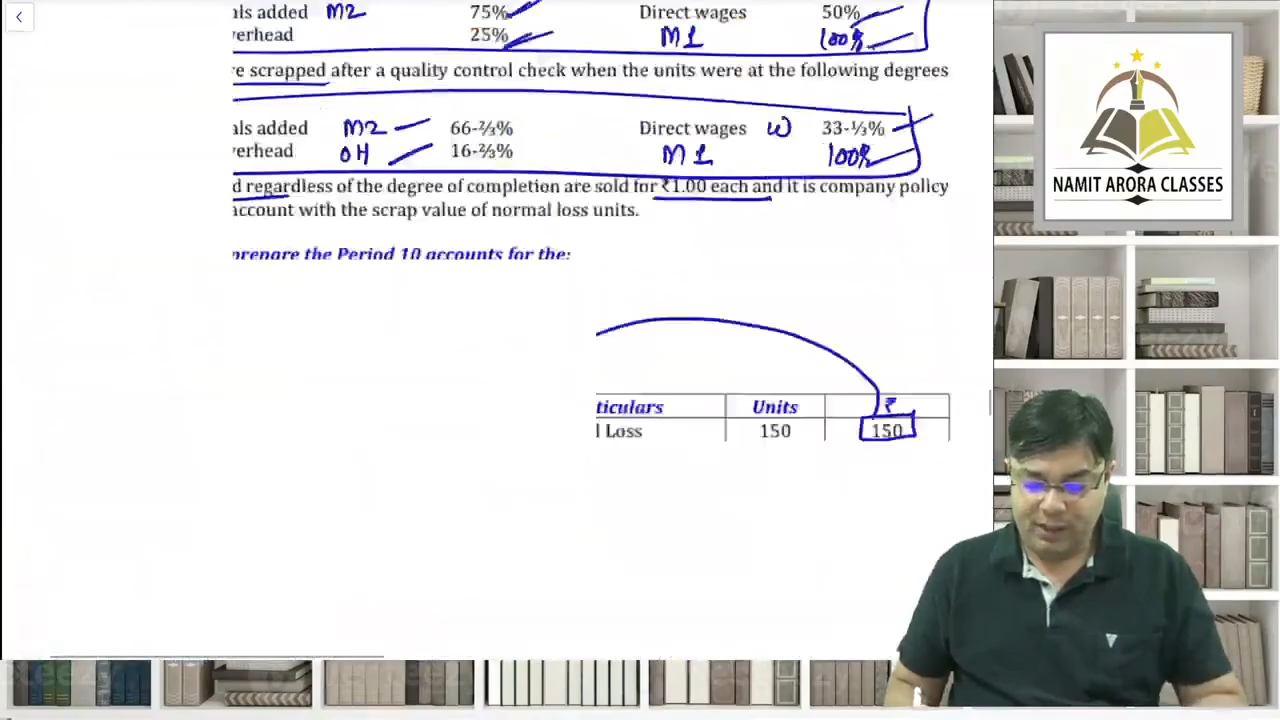 als added M2 75% Direct wages 50%
verhead 25% M1 100%
re scrapped after a quality control check when the units were at the following degrees
als added M2 66-⅔% Direct wages W 33-⅓%
verhead OH 16-⅔% M1 100%
d regardless of the degree of completion are sold for ₹1.00 each and it is company policy
account with the scrap value of normal loss units.
prepare the Period 10 accounts for the:
ticulars Units ₹
l Loss 150 150
NAMIT ARORA CLASSES